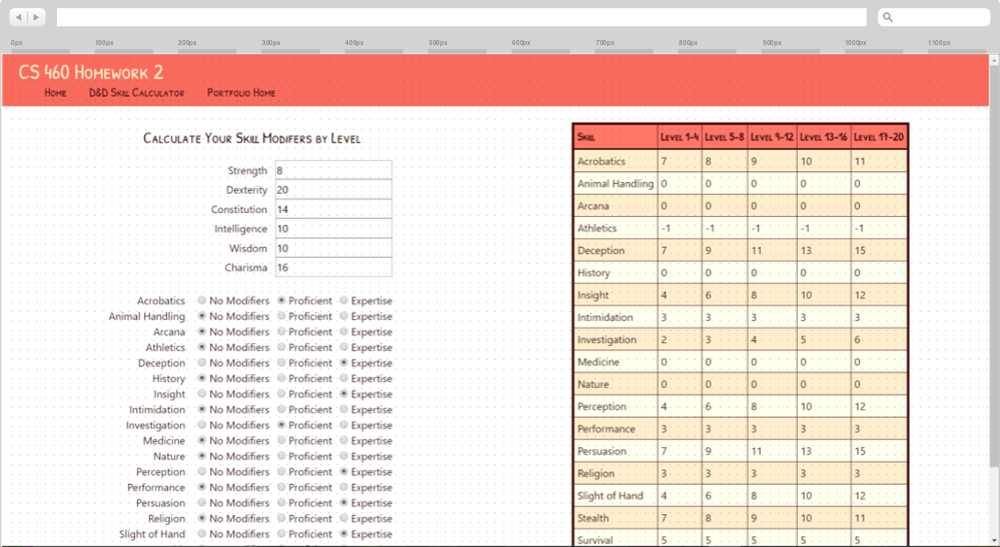 0px 100px 200px 300px 400px 500px 600px 700px 800px 900px 1000px 1100px
CS 460 Homework 2
Home D&D Skill Calculator Portfolio Home
Calculate Your Skill Modifers by Level
Strength 8
Dexterity 20
Constitution 14
Intelligence 10
Wisdom 10
Charisma 16
Acrobatics No Modifiers Proficient Expertise
Animal Handling No Modifiers Proficient Expertise
Arcana No Modifiers Proficient Expertise
Athletics No Modifiers Proficient Expertise
Deception No Modifiers Proficient Expertise
History No Modifiers Proficient Expertise
Insight No Modifiers Proficient Expertise
Intimidation No Modifiers Proficient Expertise
Investigation No Modifiers Proficient Expertise
Medicine No Modifiers Proficient Expertise
Nature No Modifiers Proficient Expertise
Perception No Modifiers Proficient Expertise
Performance No Modifiers Proficient Expertise
Persuasion No Modifiers Proficient Expertise
Religion No Modifiers Proficient Expertise
Slight of Hand No Modifiers Proficient Expertise
Skill Level 1-4 Level 5-8 Level 9-12 Level 13-16 Level 17-20
Acrobatics 7 8 9 10 11
Animal Handling 0 0 0 0 0
Arcana 0 0 0 0 0
Athletics -1 -1 -1 -1 -1
Deception 7 9 11 13 15
History 0 0 0 0 0
Insight 4 6 8 10 12
Intimidation 3 3 3 3 3
Investigation 2 3 4 5 6
Medicine 0 0 0 0 0
Nature 0 0 0 0 0
Perception 4 6 8 10 12
Performance 3 3 3 3 3
Persuasion 7 9 11 13 15
Religion 3 3 3 3 3
Slight of Hand 4 6 8 10 12
Stealth 7 8 9 10 11
Survival 5 5 5 5 5